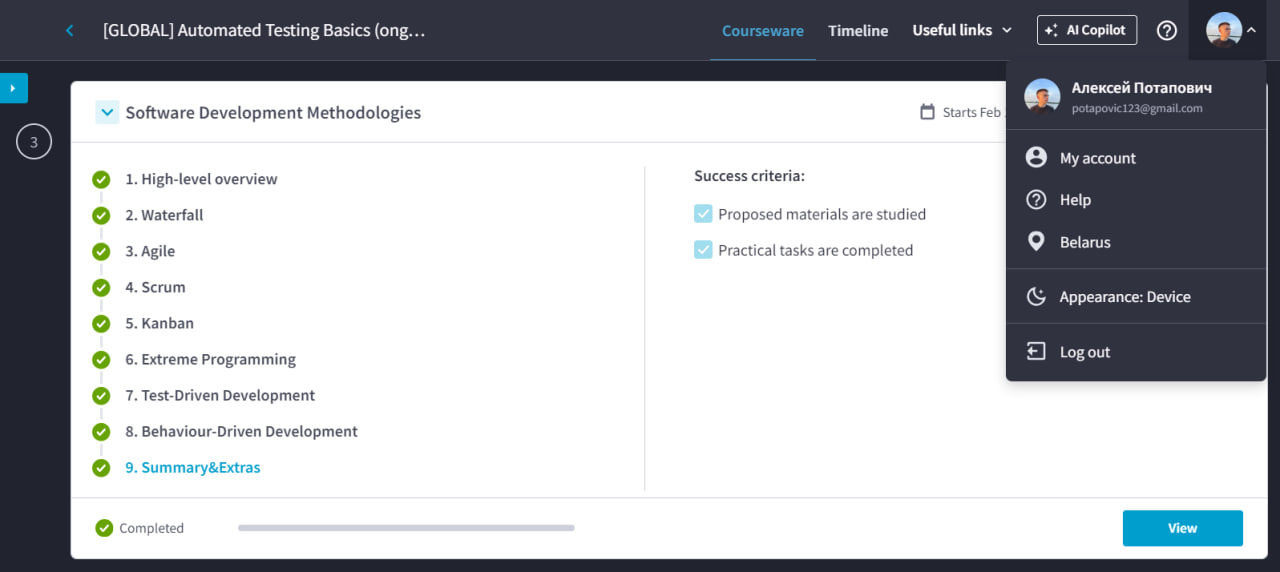 [GLOBAL] Automated Testing Basics (ong...
Courseware
Timeline
Useful links
AI Copilot
3
Software Development Methodologies
Starts Feb
1. High-level overview
2. Waterfall
3. Agile
4. Scrum
5. Kanban
6. Extreme Programming
7. Test-Driven Development
8. Behaviour-Driven Development
9. Summary&Extras
Success criteria:
Proposed materials are studied
Practical tasks are completed
Completed
View
Алексей Потапович
potapovic123@gmail.com
My account
Help
Belarus
Appearance: Device
Log out